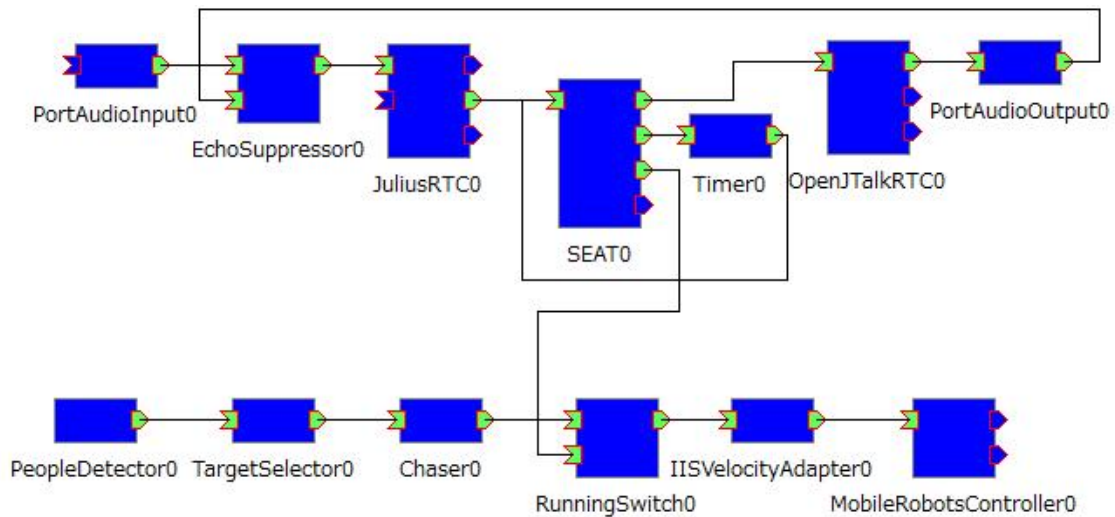 PortAudioInput0
EchoSuppressor0
JuliusRTC0
SEAT0
Timer0
OpenJTalkRTC0
PortAudioOutput0
PeopleDetector0
TargetSelector0
Chaser0
RunningSwitch0
IISVelocityAdapter0
MobileRobotsController0